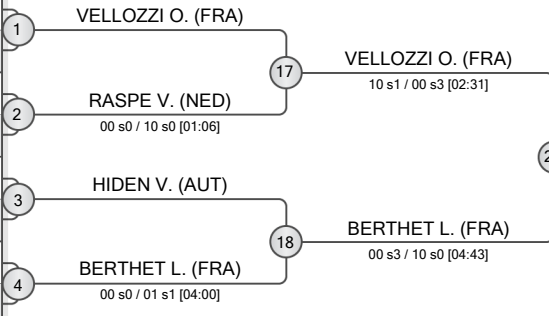 VELLOZZI O. (FRA)
1
17
VELLOZZI O. (FRA)
10 s1 / 00 s3 [02:31]
RASPE V. (NED)
2
00 s0 / 10 s0 [01:06]
2
HIDEN V. (AUT)
3
18
BERTHET L. (FRA)
00 s3 / 10 s0 [04:43]
BERTHET L. (FRA)
4
00 s0 / 01 s1 [04:00]